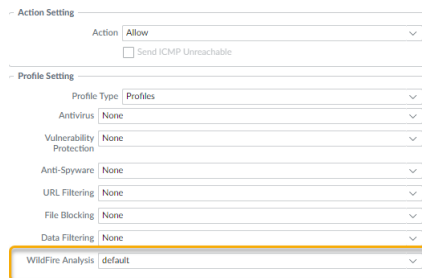 Action Setting
Action Allow
Send ICMP Unreachable
Profile Setting
Profile Type Profiles
Antivirus None
Vulnerability
Protection None
Anti-Spyware None
URL Filtering None
File Blocking None
Data Filtering None
WildFire Analysis default